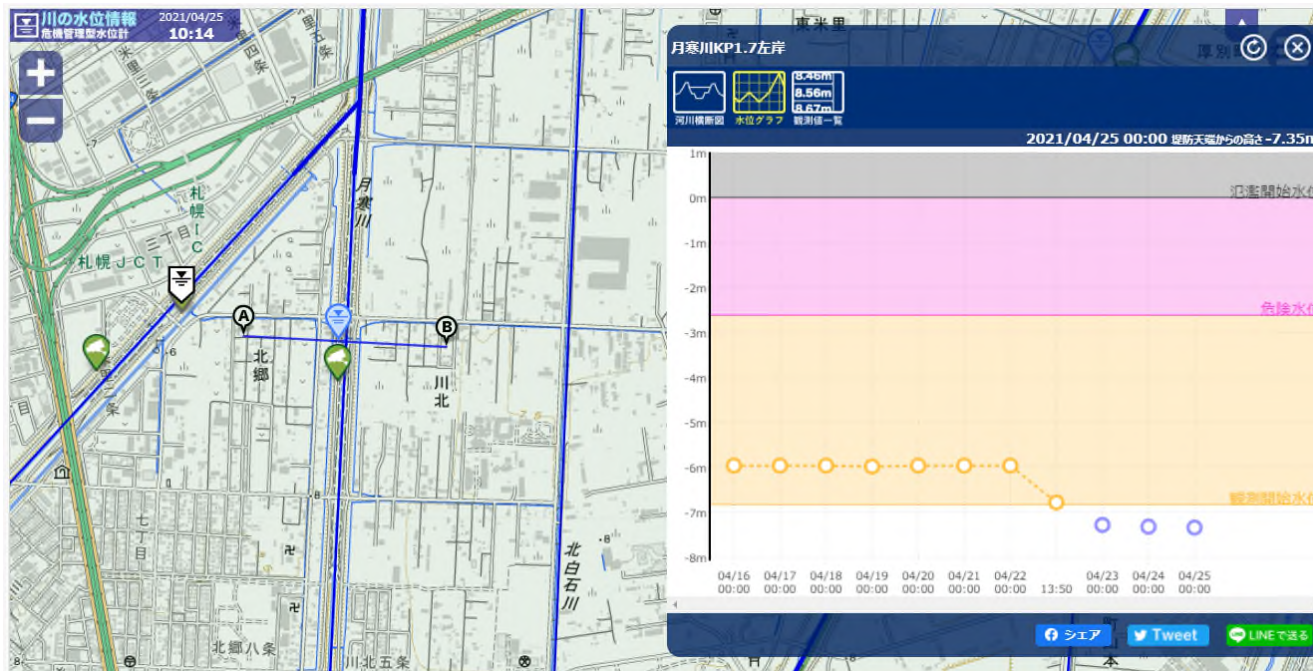 川の水位情報
危機管理型水位計
2021/04/25
10:14
東米里
札幌IC
三丁目
札幌JCT
月寒川
A
B
北郷
川北
七丁目
北白石川
北郷八条
川北五条
月寒川KP1.7左岸
河川横断図
水位グラフ
8.46m
8.56m
8.67m
観測値一覧
2021/04/25 00:00 堤防天端からの高さ -7.35m
1m
0m
-1m
-2m
-3m
-4m
-5m
-6m
-7m
-8m
氾濫開始水位
危険水位
観測開始水位
04/16 04/17 04/18 04/19 04/20 04/21 04/22 04/23 04/24 04/25
00:00 00:00 00:00 00:00 00:00 00:00 00:00 13:50 00:00 00:00 00:00
シェア
Tweet
LINEで送る